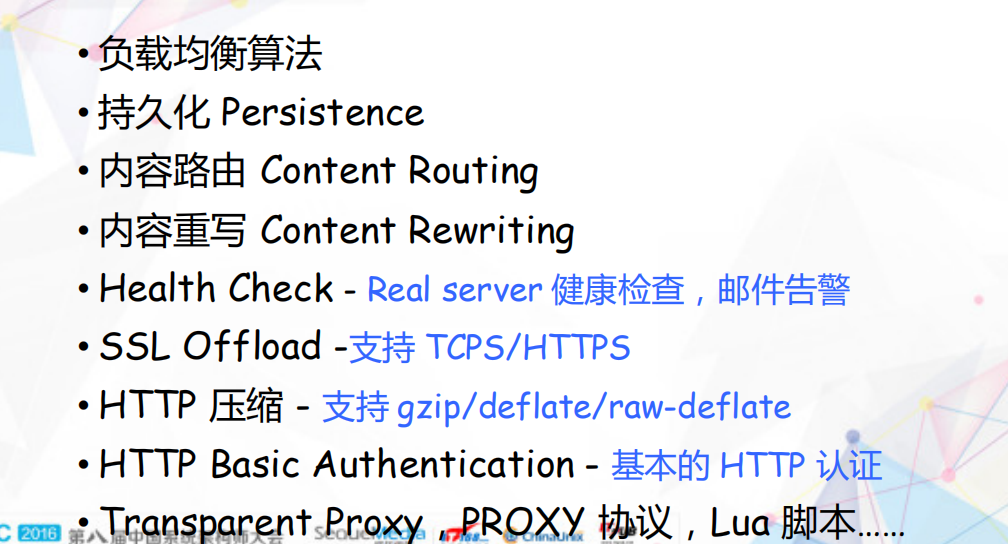 • 负载均衡算法
• 持久化 Persistence
• 内容路由 Content Routing
• 内容重写 Content Rewriting
• Health Check - Real server 健康检查，邮件告警
• SSL Offload -支持 TCPS/HTTPS
• HTTP 压缩 - 支持 gzip/deflate/raw-deflate
• HTTP Basic Authentication - 基本的 HTTP 认证
• Transparent Proxy，PROXY 协议，Lua 脚本……
C 2016 第八届中国系统架构师大会 SequeMedia ChinaUnix